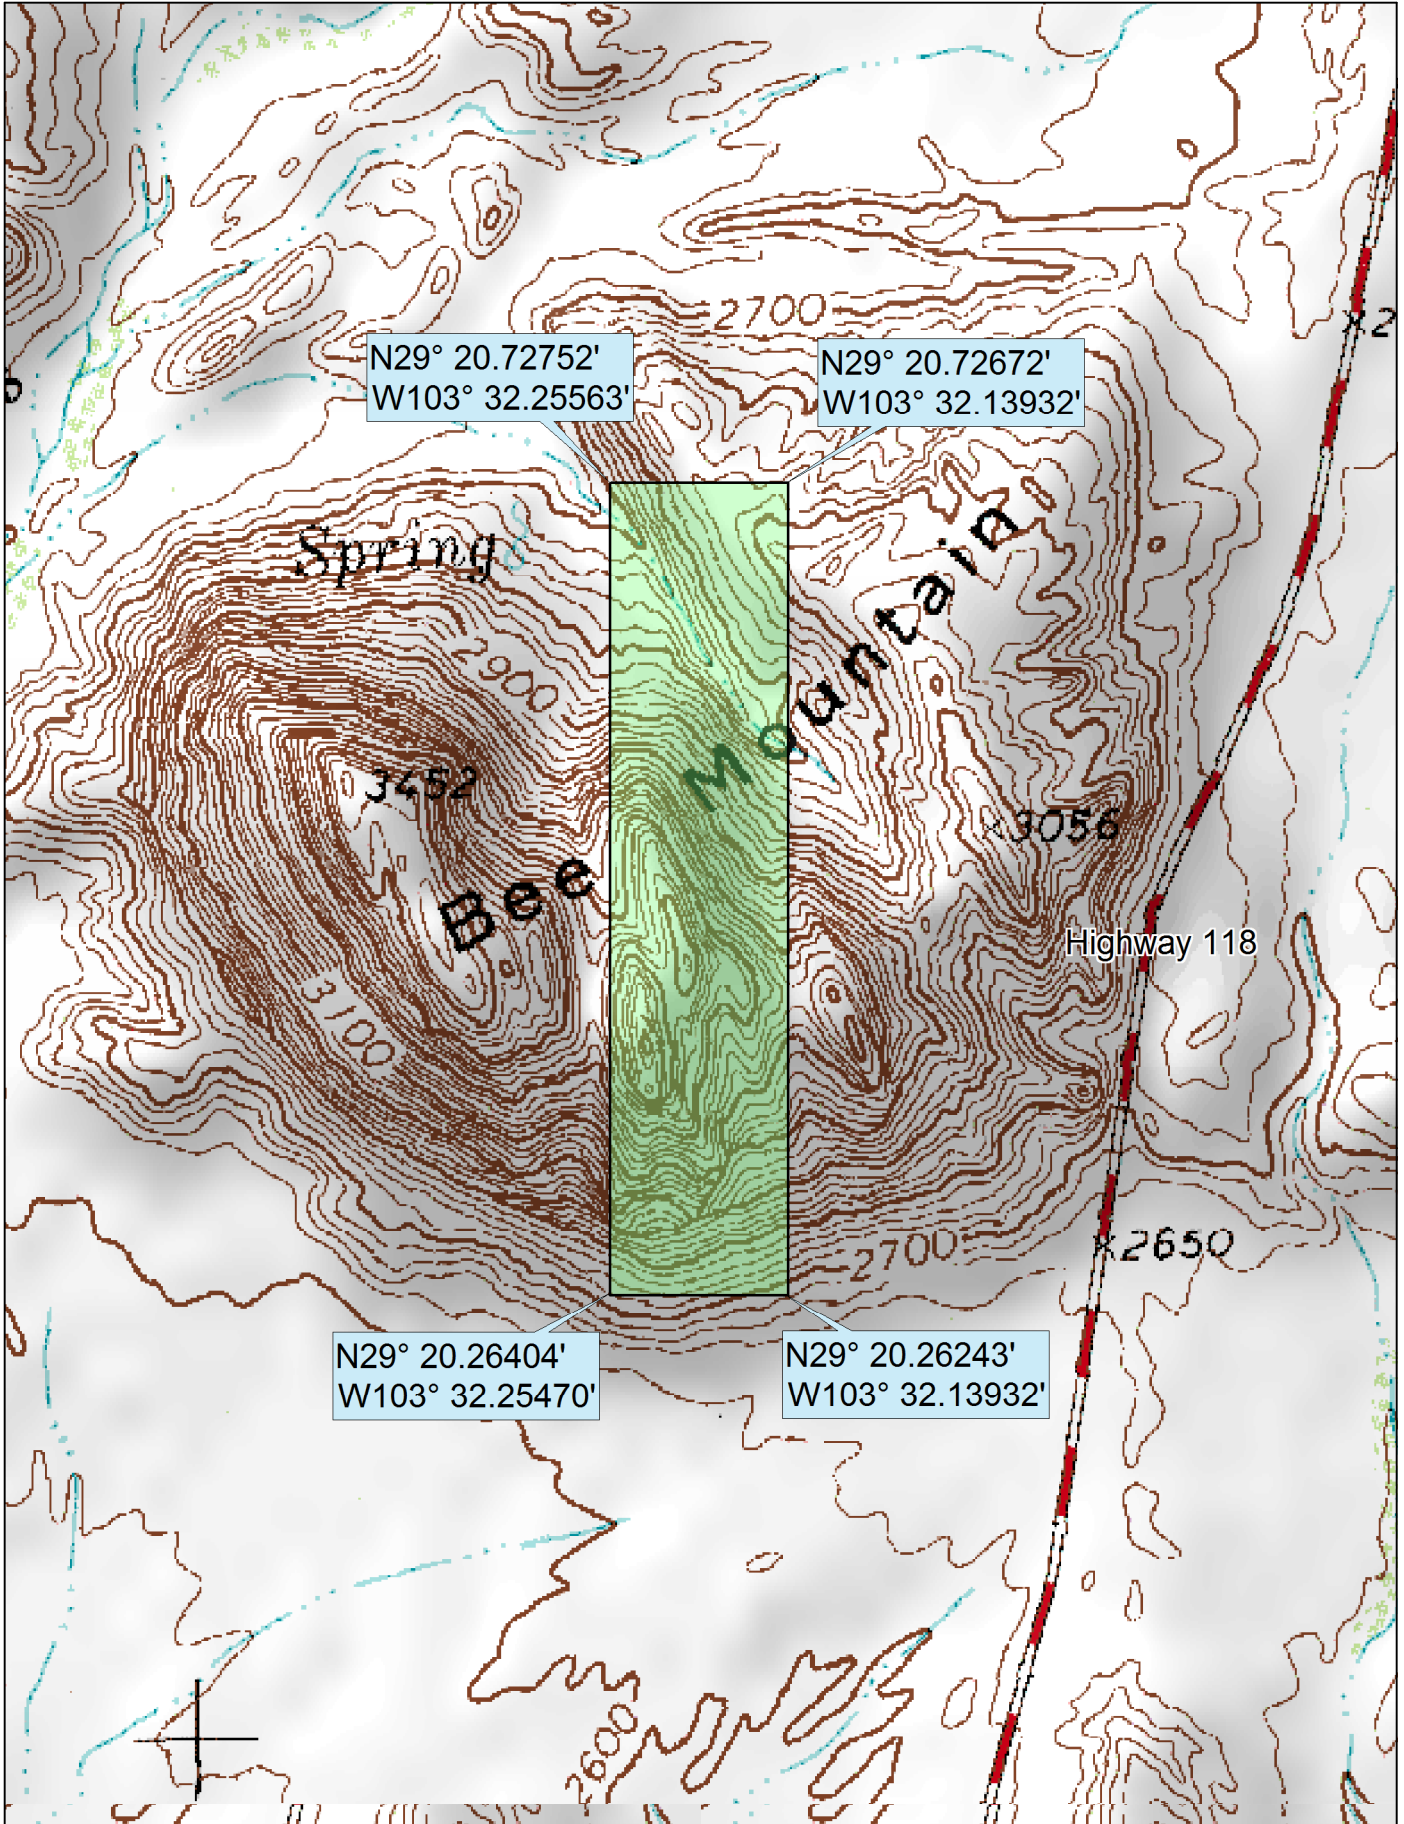 2700
N29° 20.72752'
W103° 32.25563'
N29° 20.72672'
W103° 32.13932'
×2
Spring
2900
3452
Bee Mountain
×3056
Highway 118
3100
2700
×2650
N29° 20.26404'
W103° 32.25470'
N29° 20.26243'
W103° 32.13932'
2600